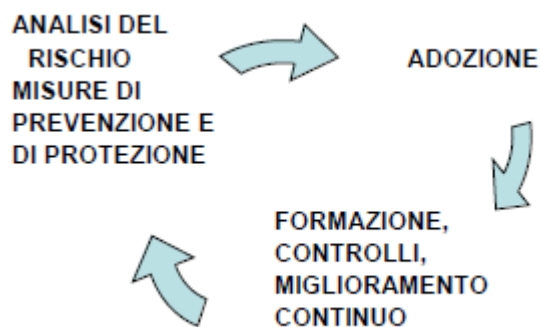 ANALISI DEL
RISCHIO
MISURE DI
PREVENZIONE E
DI PROTEZIONE
ADOZIONE
FORMAZIONE,
CONTROLLI,
MIGLIORAMENTO
CONTINUO